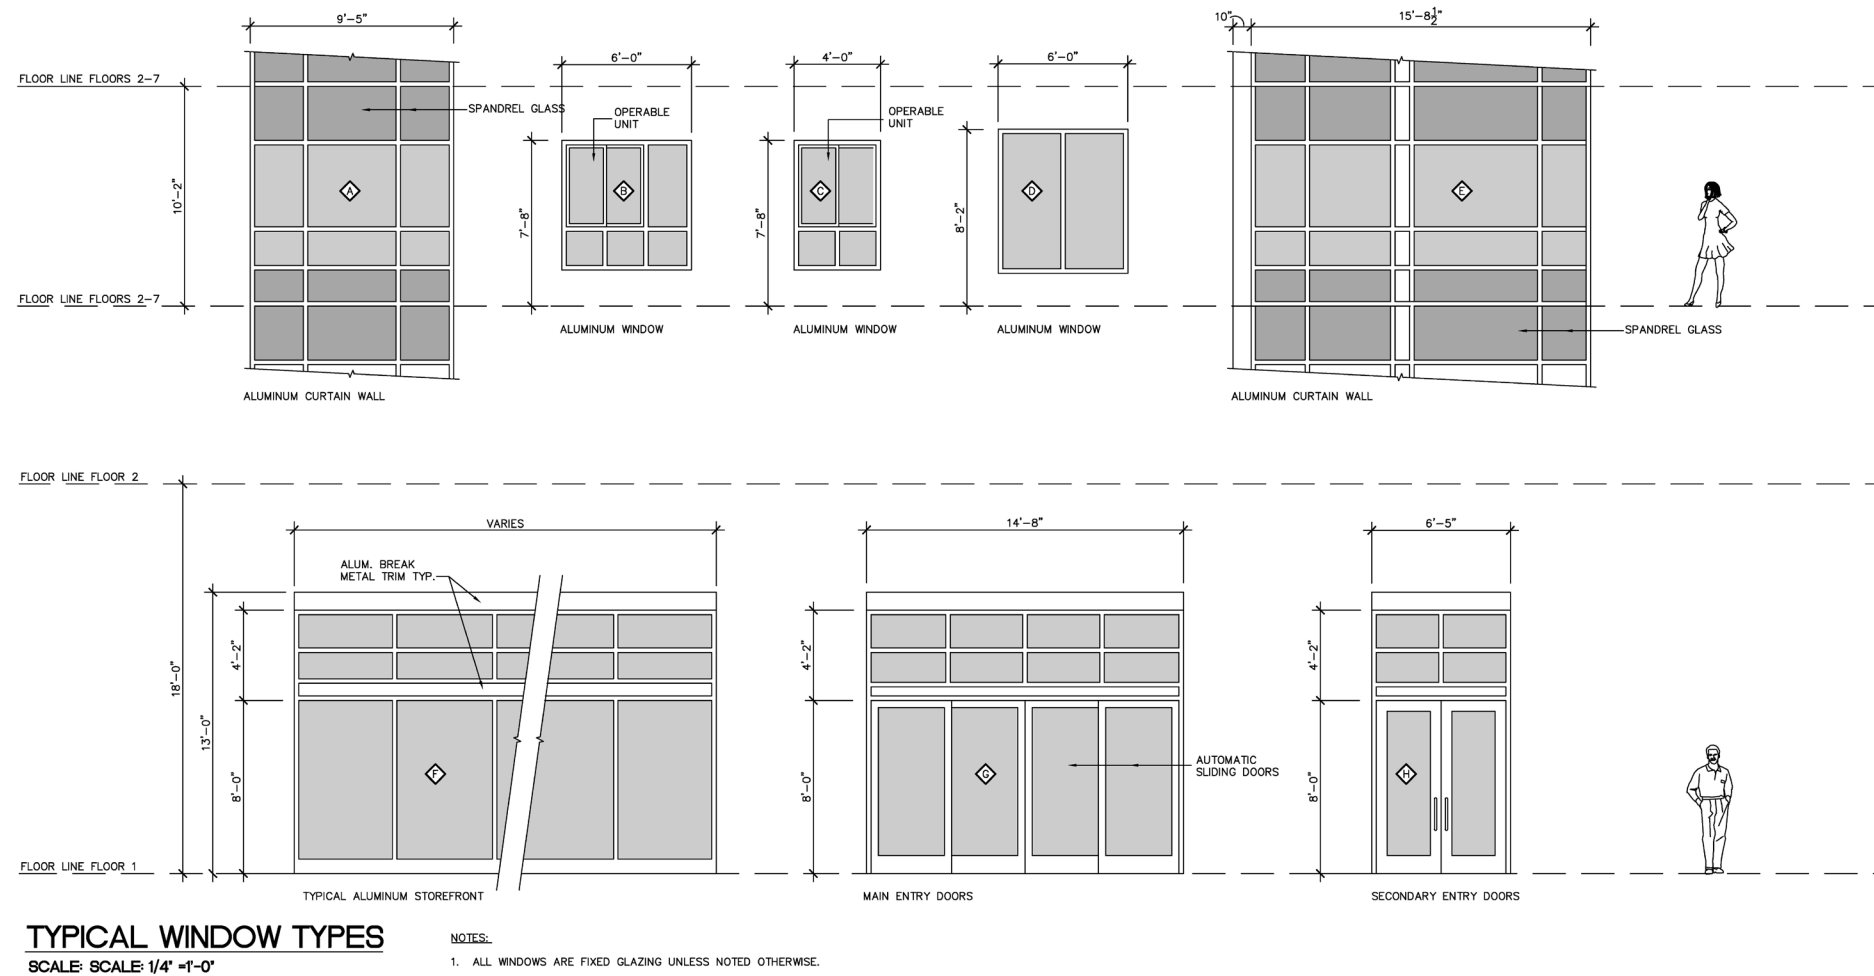 9'-5"
10"
15'-8 1/2"
6'-0"
4'-0"
6'-0"
FLOOR LINE FLOORS 2-7
SPANDREL GLASS
OPERABLE
UNIT
OPERABLE
UNIT
A
B
C
D
E
10'-2"
7'-8"
7'-8"
8'-2"
FLOOR LINE FLOORS 2-7
ALUMINUM WINDOW
ALUMINUM WINDOW
ALUMINUM WINDOW
SPANDREL GLASS
ALUMINUM CURTAIN WALL
ALUMINUM CURTAIN WALL
FLOOR LINE FLOOR 2
VARIES
14'-8"
6'-5"
ALUM. BREAK
METAL TRIM TYP.
18'-0"
13'-0"
4'-2"
4'-2"
4'-2"
8'-0"
8'-0"
8'-0"
F
G
H
AUTOMATIC
SLIDING DOORS
FLOOR LINE FLOOR 1
TYPICAL ALUMINUM STOREFRONT
MAIN ENTRY DOORS
SECONDARY ENTRY DOORS
TYPICAL WINDOW TYPES
SCALE: SCALE: 1/4" =1'-0"
NOTES:
1. ALL WINDOWS ARE FIXED GLAZING UNLESS NOTED OTHERWISE.